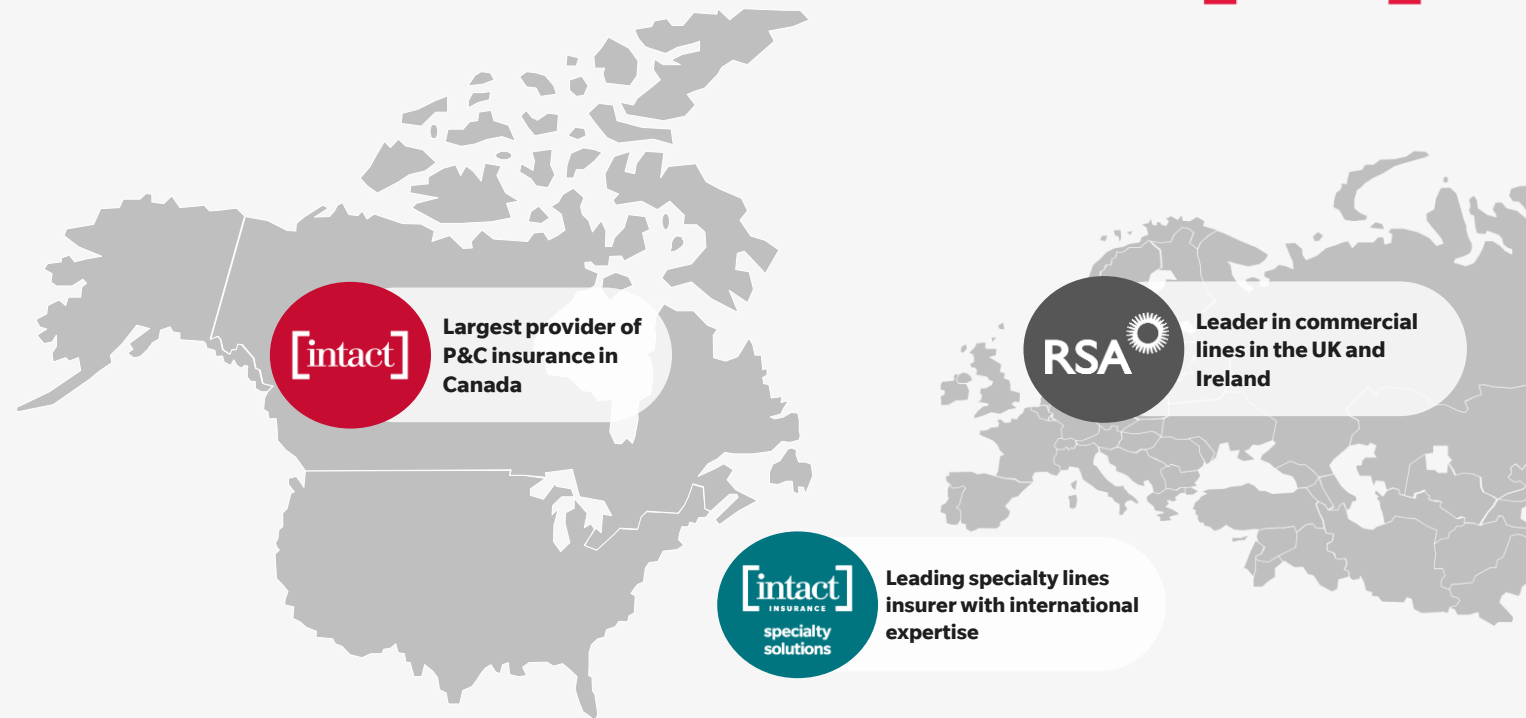 [intact]
Largest provider of
P&C insurance in
Canada
RSA
Leader in commercial
lines in the UK and
Ireland
[intact]
INSURANCE
specialty
solutions
Leading specialty lines
insurer with international
expertise